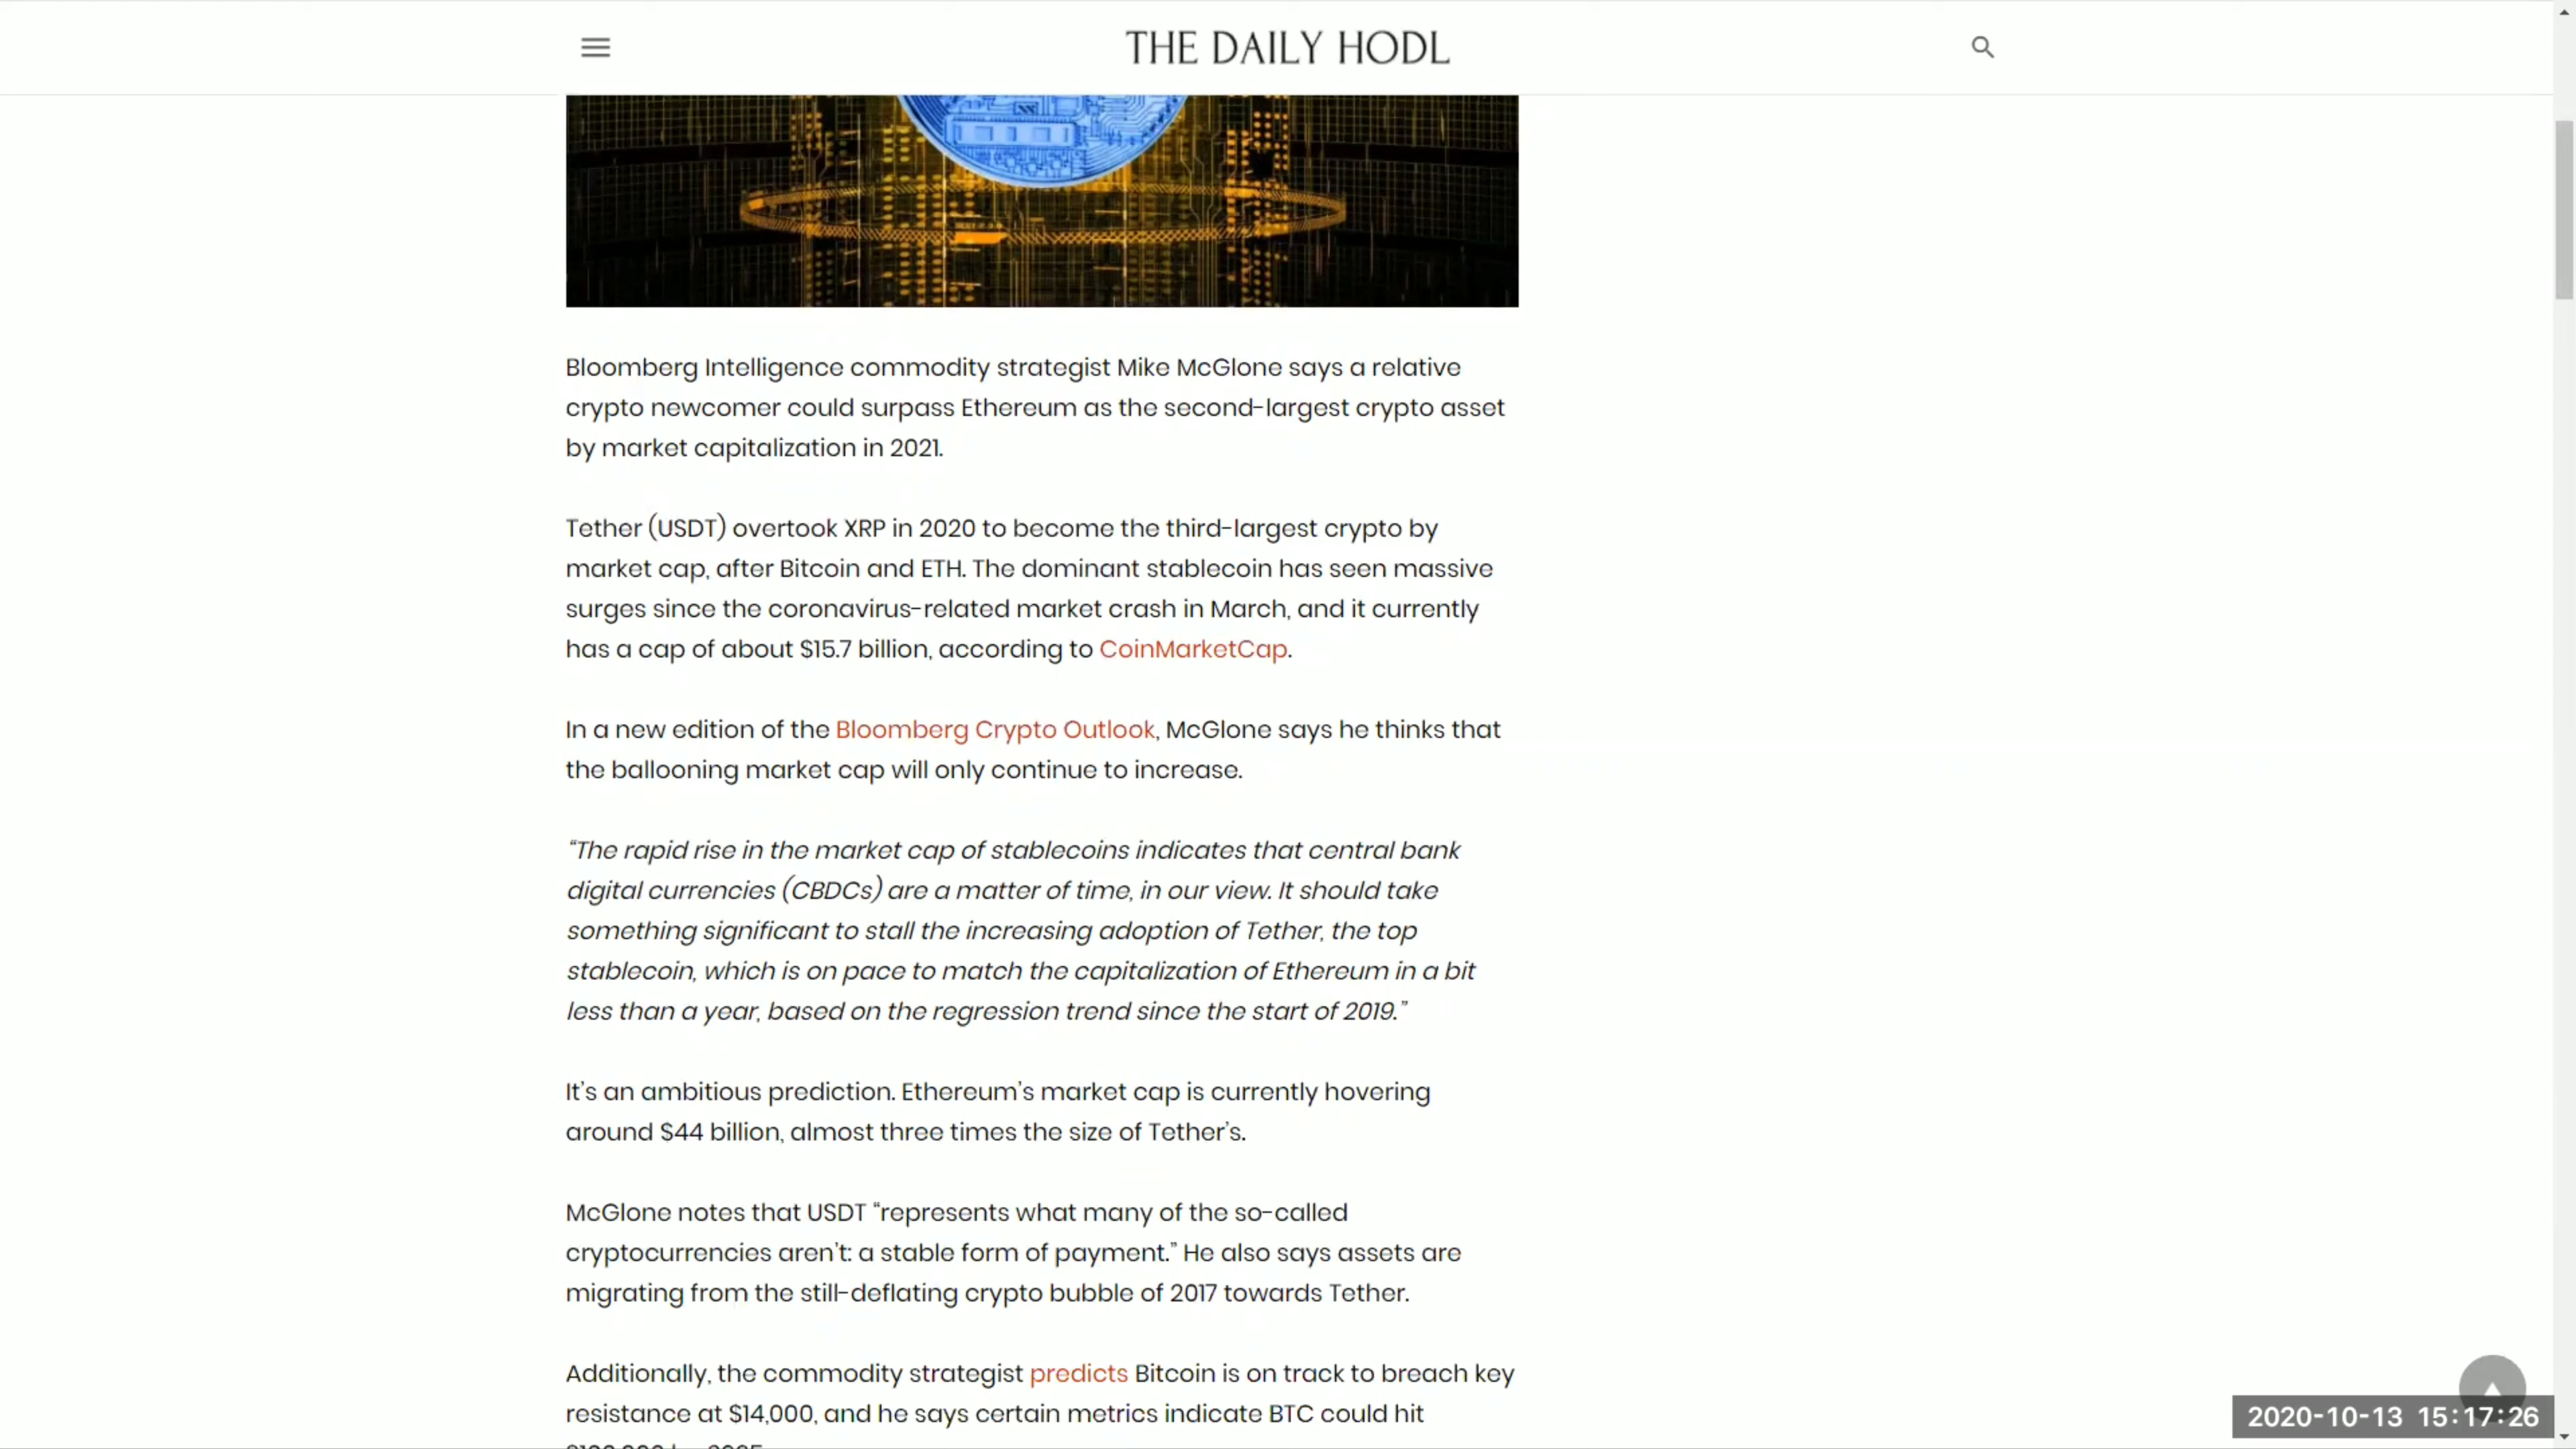 THE DAILY HODL
Bloomberg Intelligence commodity strategist Mike McGlone says a relative
crypto newcomer could surpass Ethereum as the second-largest crypto asset
by market capitalization in 2021.
Tether (USDT) overtook XRP in 2020 to become the third-largest crypto by
market cap, after Bitcoin and ETH. The dominant stablecoin has seen massive
surges since the coronavirus-related market crash in March, and it currently
has a cap of about $15.7 billion, according to CoinMarketCap.
In a new edition of the Bloomberg Crypto Outlook, McGlone says he thinks that
the ballooning market cap will only continue to increase.
“The rapid rise in the market cap of stablecoins indicates that central bank
digital currencies (CBDCs) are a matter of time, in our view. It should take
something significant to stall the increasing adoption of Tether, the top
stablecoin, which is on pace to match the capitalization of Ethereum in a bit
less than a year, based on the regression trend since the start of 2019.”
It’s an ambitious prediction. Ethereum’s market cap is currently hovering
around $44 billion, almost three times the size of Tether’s.
McGlone notes that USDT “represents what many of the so-called
cryptocurrencies aren’t: a stable form of payment.” He also says assets are
migrating from the still-deflating crypto bubble of 2017 towards Tether.
Additionally, the commodity strategist predicts Bitcoin is on track to breach key
resistance at $14,000, and he says certain metrics indicate BTC could hit
2020-10-13 15:17:26